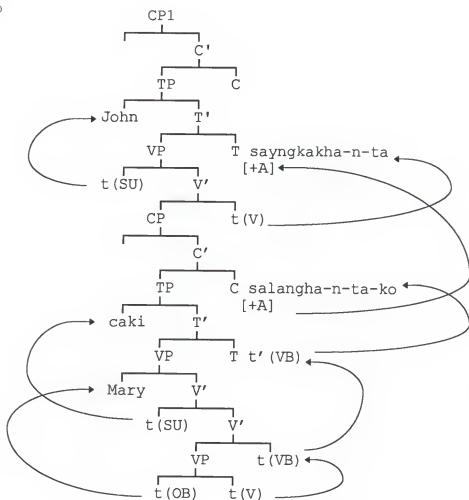 CP1
C'
TP C
John T'
VP T sayngkakha-n-ta
[+A]
t(SU) V'
CP t(V)
C'
TP C salangha-n-ta-ko
[+A]
caki T'
VP T t'(VB)
Mary V'
t(SU) V'
VP t(VB)
t(OB) t(V)